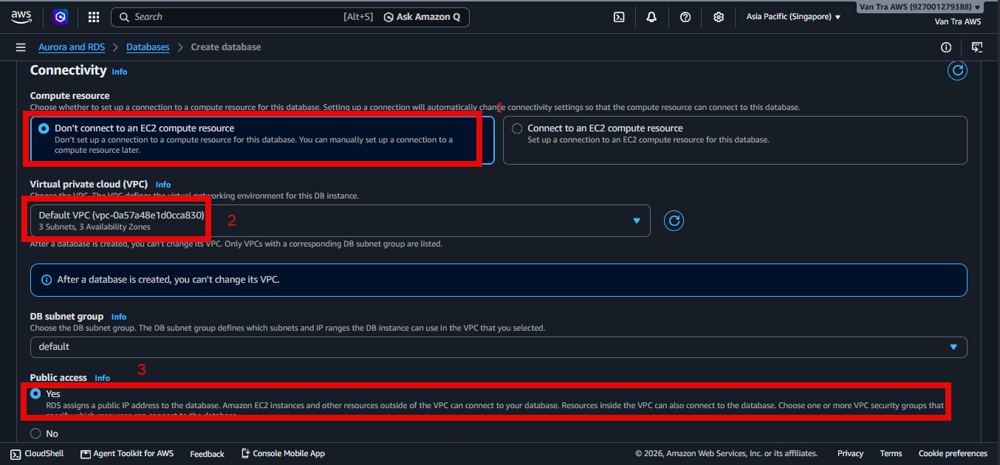 aws
Search [Alt+S] Ask Amazon Q
Asia Pacific (Singapore) ▼
Van Tra AWS (927001279388) ▼
Van Tra AWS
Aurora and RDS > Databases > Create database
Connectivity Info
Compute resource
Choose whether to set up a connection to a compute resource for this database. Setting up a connection will automatically change connectivity settings so that the compute resource can connect to this database.
1
Don't connect to an EC2 compute resource
Don't set up a connection to a compute resource for this database. You can manually set up a connection to a
compute resource later.
Connect to an EC2 compute resource
Set up a connection to an EC2 compute resource for this database.
Virtual private cloud (VPC) Info
Choose the VPC. The VPC defines the virtual networking environment for this DB instance.
Default VPC (vpc-0a57a48e1d0cca830)
3 Subnets, 3 Availability Zones
2
After a database is created, you can't change its VPC. Only VPCs with a corresponding DB subnet group are listed.
After a database is created, you can't change its VPC.
DB subnet group Info
Choose the DB subnet group. The DB subnet group defines which subnets and IP ranges the DB instance can use in the VPC that you selected.
default
3
Public access Info
Yes
RDS assigns a public IP address to the database. Amazon EC2 instances and other resources outside of the VPC can connect to your database. Resources inside the VPC can also connect to the database. Choose one or more VPC security groups that
specify which resources can connect to the database.
No
CloudShell Agent Toolkit for AWS Feedback Console Mobile App
© 2026, Amazon Web Services, Inc. or its affiliates. Privacy Terms Cookie preferences